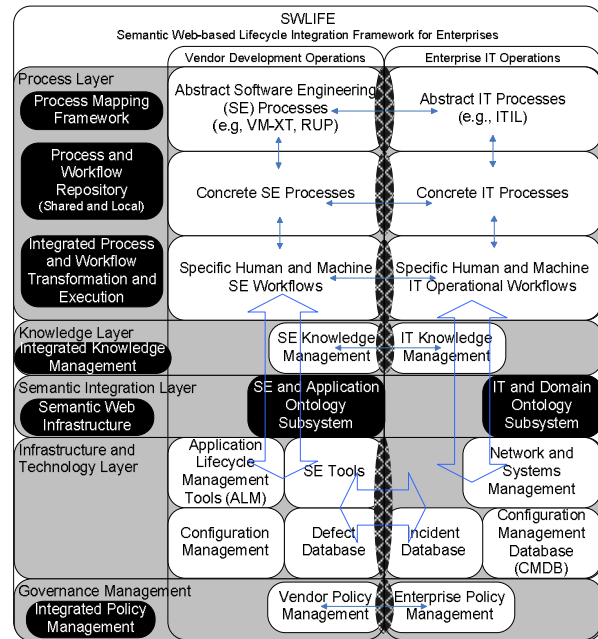 SWLIFE
Semantic Web-based Lifecycle Integration Framework for Enterprises
Vendor Development Operations
Enterprise IT Operations
Process Layer
Process Mapping
Framework
Abstract Software Engineering
(SE) Processes
(e.g, VM-XT, RUP)
Abstract IT Processes
(e.g., ITIL)
Process and
Workflow
Repository
(Shared and Local)
Concrete SE Processes
Concrete IT Processes
Integrated Process
and Workflow
Transformation and
Execution
Specific Human and Machine
SE Workflows
Specific Human and Machine
IT Operational Workflows
Knowledge Layer
Integrated Knowledge
Management
SE Knowledge
Management
IT Knowledge
Management
Semantic Integration Layer
Semantic Web
Infrastructure
SE and Application
Ontology
Subsystem
IT and Domain
Ontology
Subsystem
Infrastructure and
Technology Layer
Application
Lifecycle
Management
Tools (ALM)
SE Tools
Network and
Systems
Management
Configuration
Management
Defect
Database
Incident
Database
Configuration
Management
Database
(CMDB)
Governance Management
Integrated Policy
Management
Vendor Policy
Management
Enterprise Policy
Management